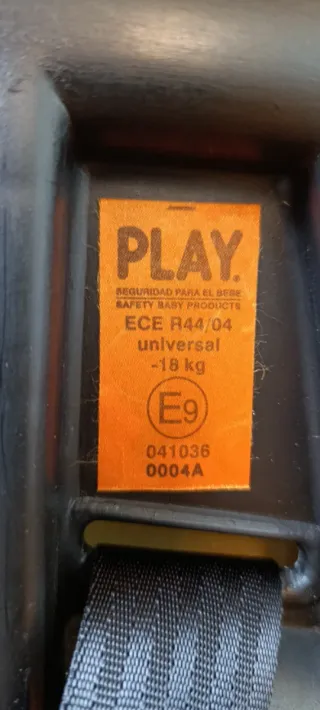 PLAY®
SEGURIDAD PARA EL BEBE
SAFETY BABY PRODUCTS
ECE R44/04
universal
-18 kg
E9
041036
0004A